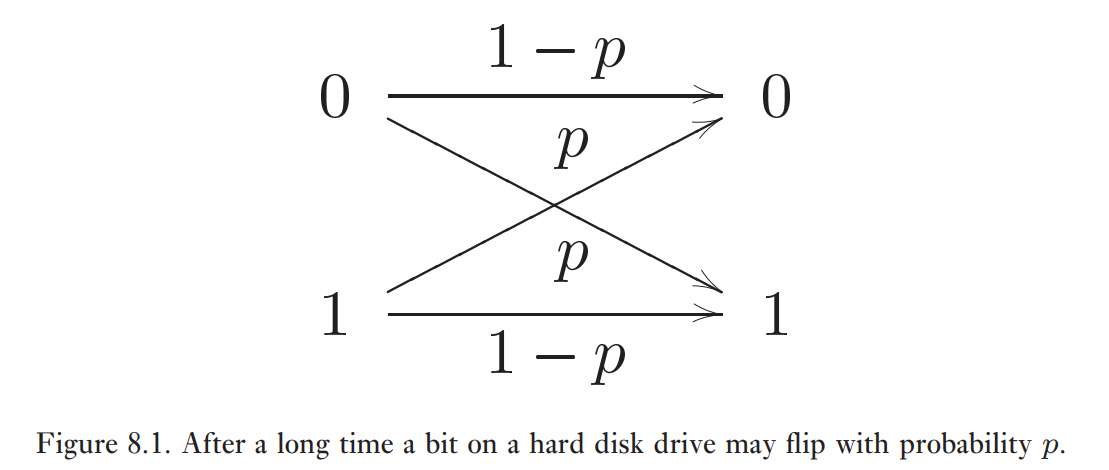 1 − p
0 0
p
p
1 1
1 − p
Figure 8.1. After a long time a bit on a hard disk drive may flip with probability p.